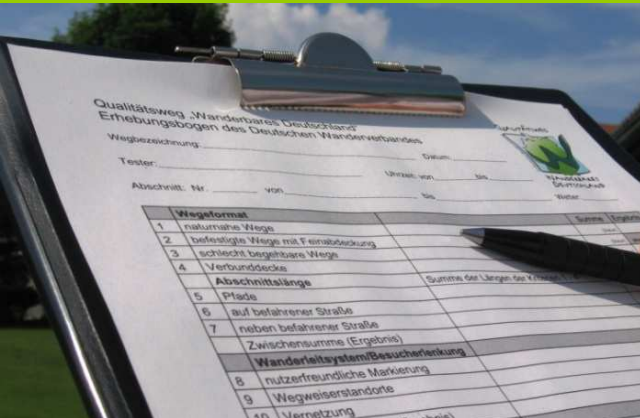 Qualitätsweg „Wanderbares Deutschland"
Erhebungsbogen des Deutschen Wanderverbandes
Wegbezeichnung: Datum:
Tester: Uhrzeit: von bis
Abschnitt: Nr. von bis Wetter
WANDERBARES
DEUTSCHLAND
Wegeformat Summe
1 naturnahe Wege
2 befestigte Wege mit Feinabdeckung
3 schlecht begehbare Wege
4 Verbunddecke
Abschnittslänge Summe der Längen der
5 Pfade
6 auf befahrener Straße
7 neben befahrener Straße
Zwischensumme (Ergebnis)
Wanderleitsystem/Besucherlenkung
8 nutzerfreundliche Markierung
9 Wegweiserstandorte
10 Vernetzung